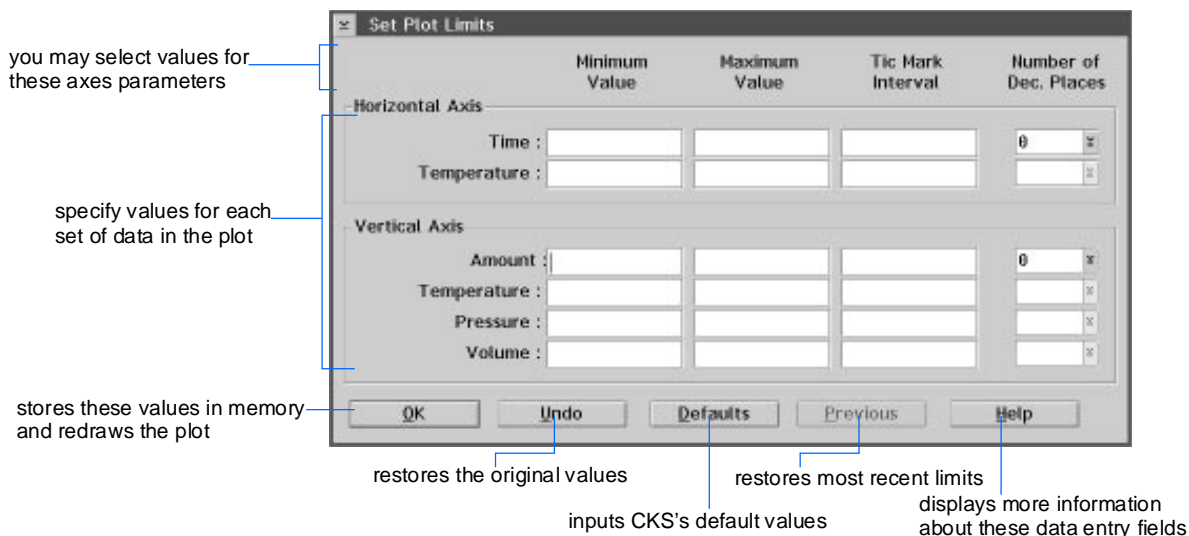 Set Plot Limits
you may select values for
these axes parameters
Minimum Value
Maximum Value
Tic Mark Interval
Number of Dec. Places
Horizontal Axis
Time : 0
Temperature :
specify values for each
set of data in the plot
Vertical Axis
Amount : 0
Temperature :
Pressure :
Volume :
stores these values in memory
and redraws the plot
OK Undo Defaults Previous Help
restores the original values
restores most recent limits
inputs CKS's default values
displays more information
about these data entry fields